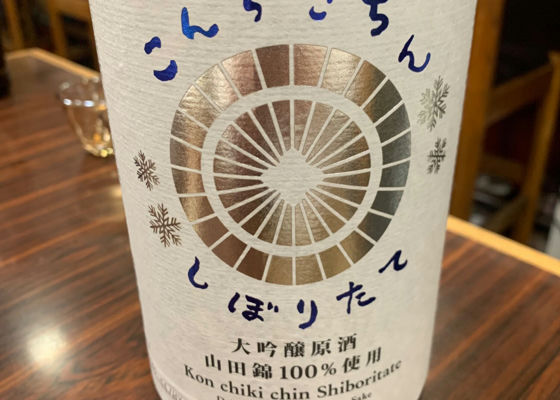 こんちきちん
しぼりたて
大吟醸原酒
山田錦100%使用
Kon chiki chin Shiboritate
Sake